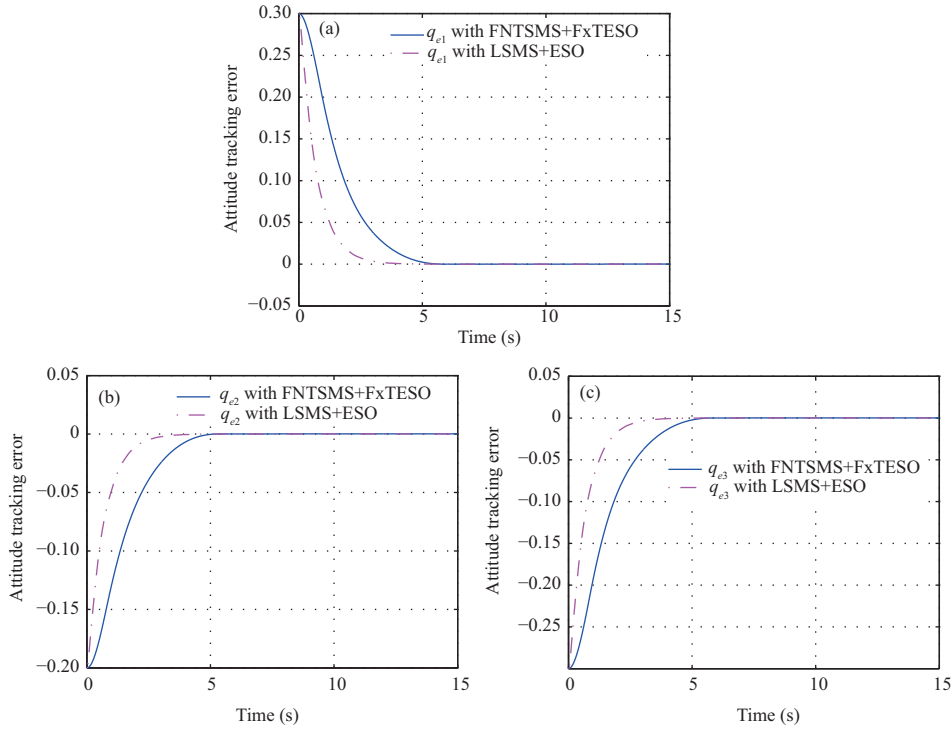 (a)
q_e1 with FNTSMS+FxTESO
q_e1 with LSMS+ESO
Attitude tracking error
0.30
0.25
0.20
0.15
0.10
0.05
0
−0.05
0 5 10 15
Time (s)
(b)
q_e2 with FNTSMS+FxTESO
q_e2 with LSMS+ESO
Attitude tracking error
0.05
0
−0.05
−0.10
−0.15
−0.20
0 5 10 15
Time (s)
(c)
q_e3 with FNTSMS+FxTESO
q_e3 with LSMS+ESO
Attitude tracking error
0.05
0
−0.05
−0.10
−0.15
−0.20
−0.25
0 5 10 15
Time (s)